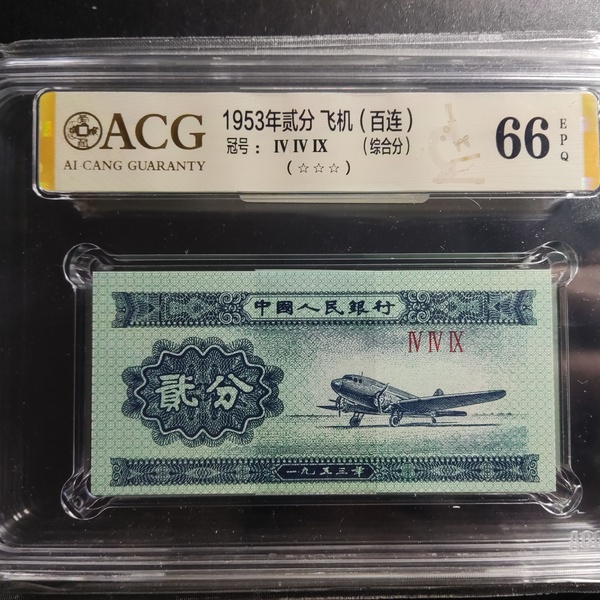 ACG
AI-CANG GUARANTY
1953年贰分 飞机(百连)
冠号: Ⅳ Ⅳ Ⅸ (综合分)
(☆☆☆)
66
EPQ
中國人民銀行
Ⅳ Ⅳ Ⅸ
貳分
一九五三年